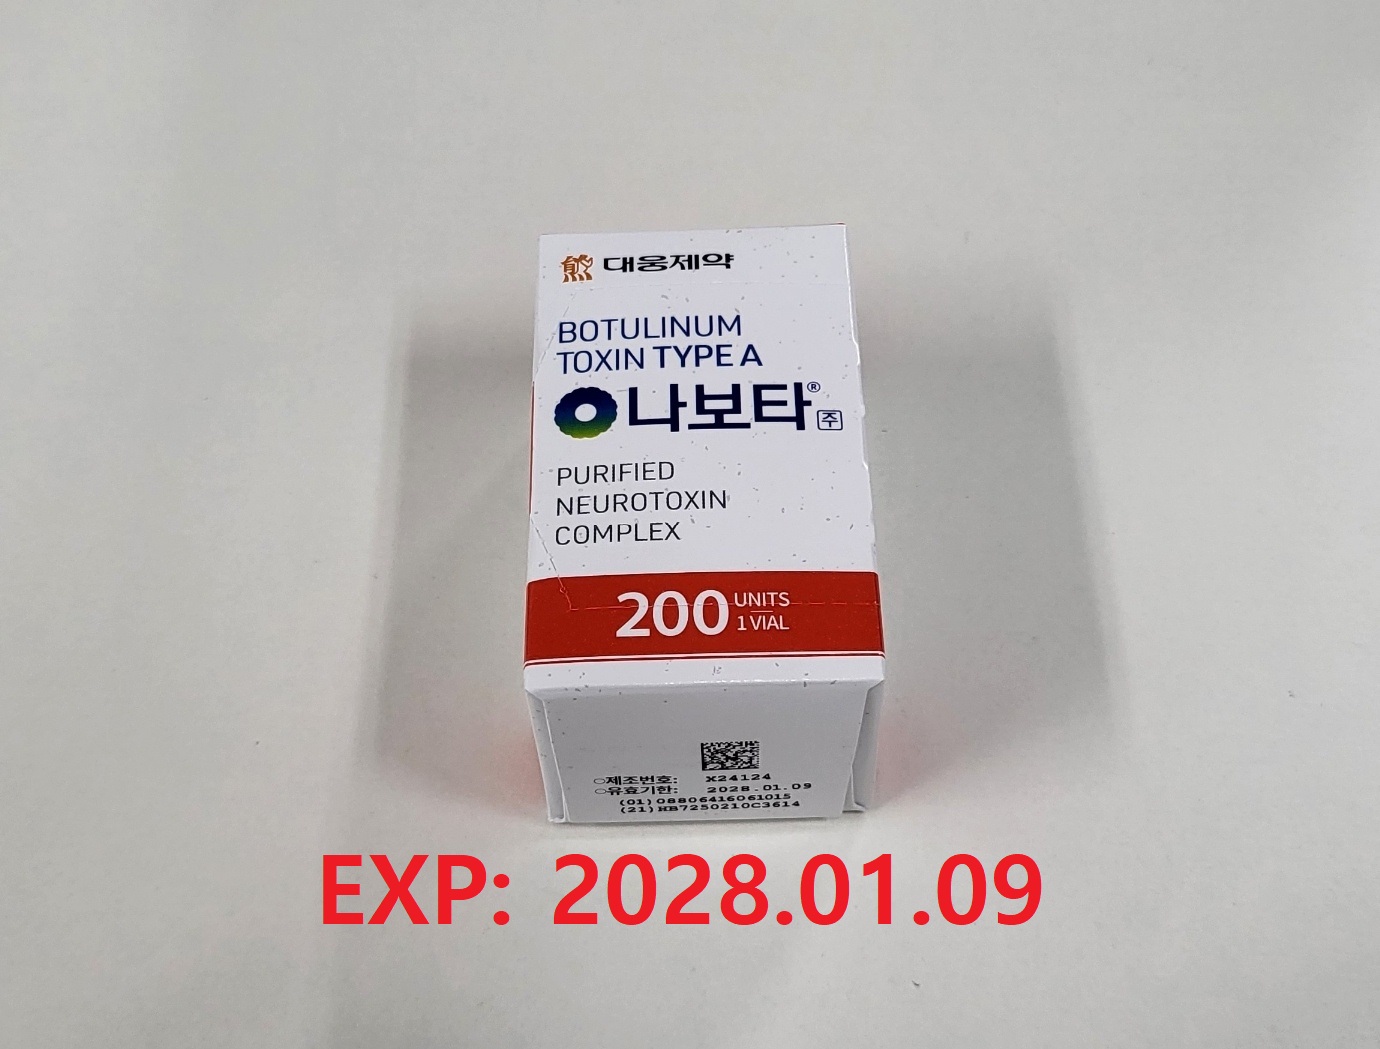 대웅제약
BOTULINUM
TOXIN TYPE A
나보타®
주
PURIFIED
NEUROTOXIN
COMPLEX
200 UNITS
1 VIAL
제조번호: X24124
유효기한: 2028.01.09
(01)08806416061015
(21)HB7250210C3614
EXP: 2028.01.09